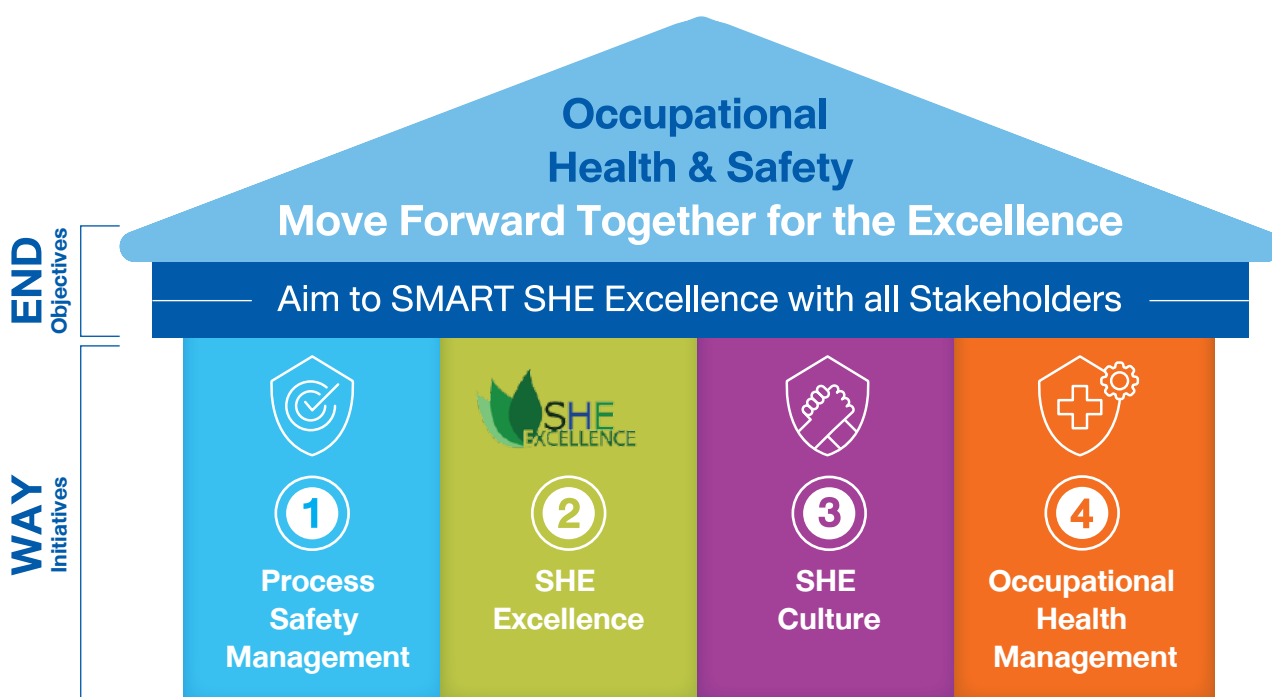 Occupational
Health & Safety
Move Forward Together for the Excellence
END
Objectives
Aim to SMART SHE Excellence with all Stakeholders
WAY
Initiatives
SHE
EXCELLENCE
1
Process
Safety
Management
2
SHE
Excellence
3
SHE
Culture
4
Occupational
Health
Management